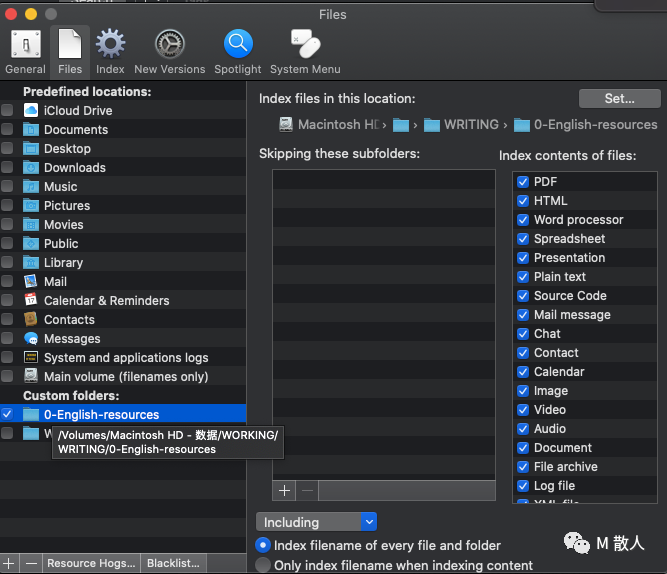 Files
General
Files
Index
New Versions
Spotlight
System Menu
Predefined locations:
iCloud Drive
Documents
Desktop
Downloads
Music
Pictures
Movies
Public
Library
Mail
17
Calendar & Reminders
Contacts
Messages
System and applications logs
Main volume (filenames only)
Custom folders:
0-English-resources
W
/Volumes/Macintosh HD - 数据/WORKING/
WRITING/0-English-resources
+ − Resource Hogs... Blacklist...
Index files in this location:
Set...
Macintosh HD › › WRITING › 0-English-resources
Skipping these subfolders:
+ −
Index contents of files:
PDF
HTML
Word processor
Spreadsheet
Presentation
Plain text
Source Code
Mail message
Chat
Contact
Calendar
Image
Video
Audio
Document
File archive
Log file
XML file
Including
Index filename of every file and folder
Only index filename when indexing content
M 散人